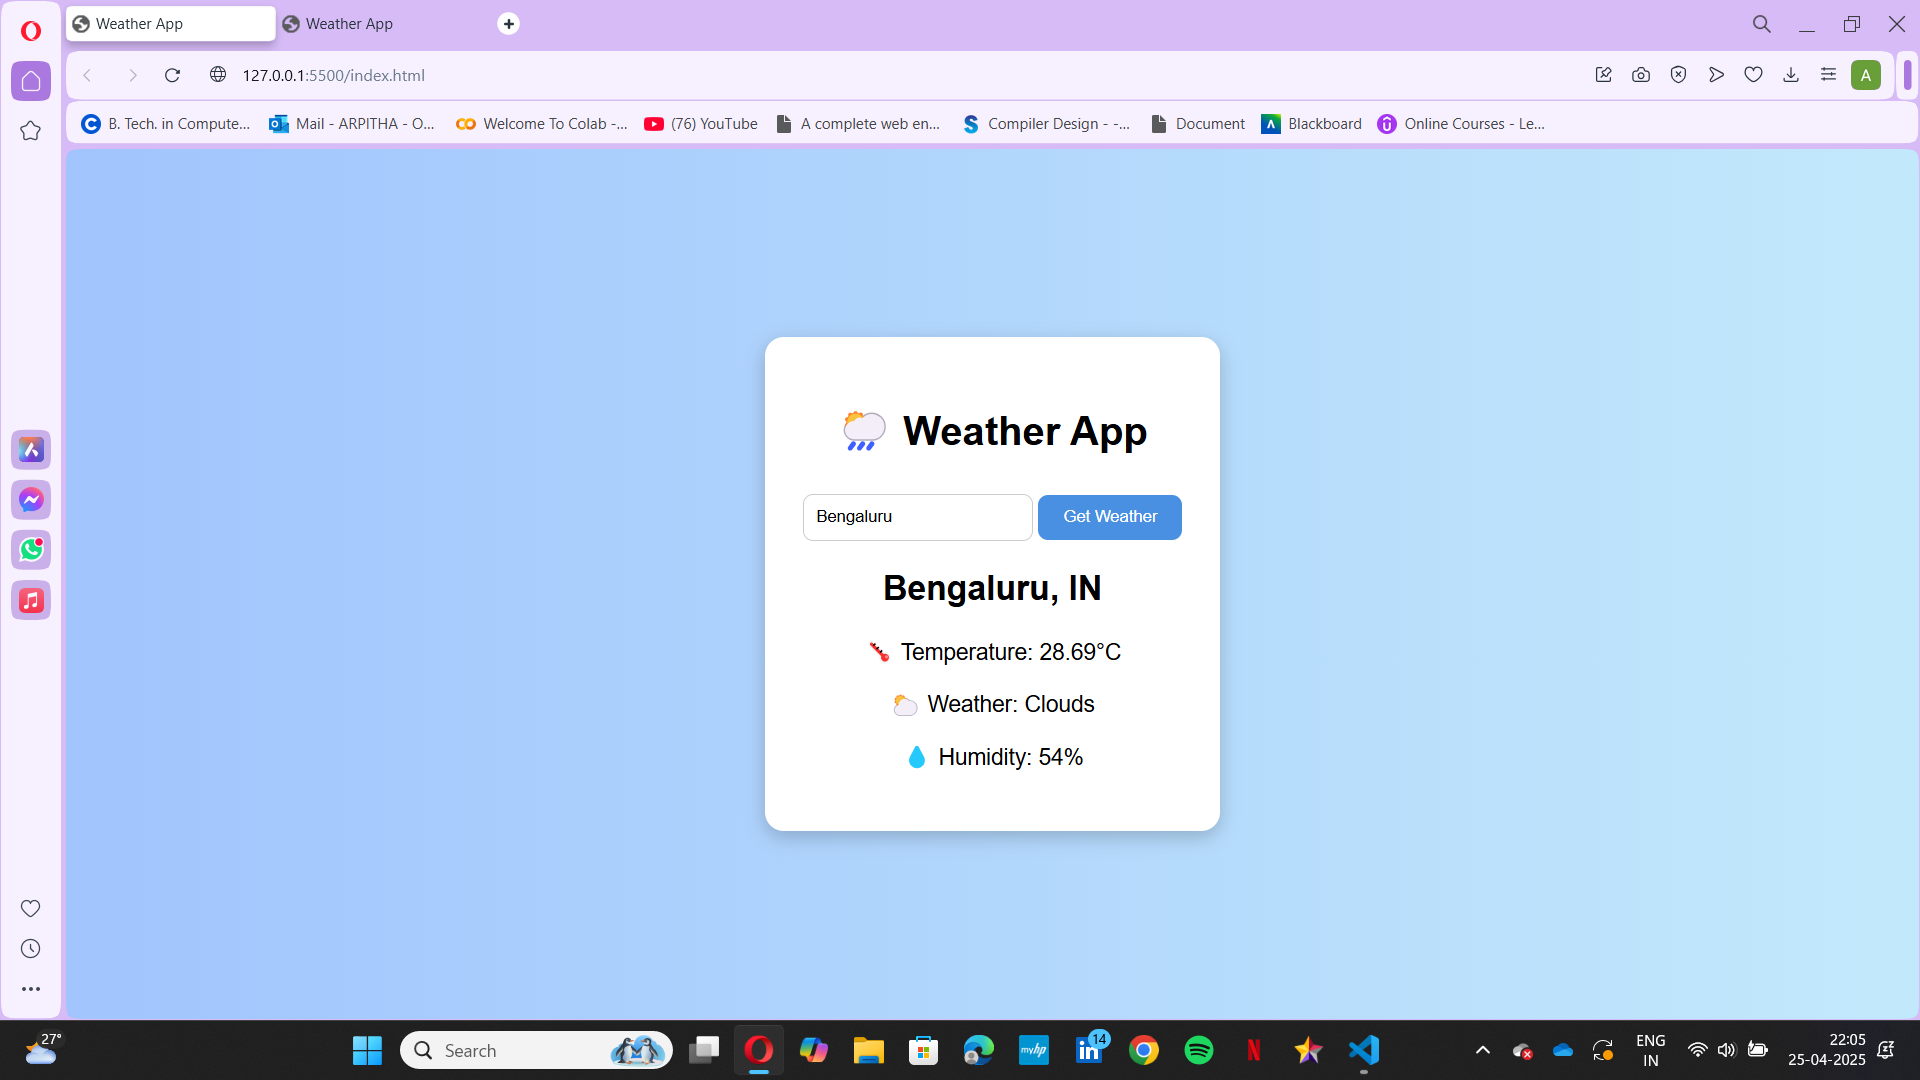 Weather App
Weather App
127.0.0.1:5500/index.html
A
B. Tech. in Compute...
Mail - ARPITHA - O...
Welcome To Colab -...
(76) YouTube
A complete web en...
Compiler Design - -...
Document
Blackboard
Online Courses - Le...
Weather App
Bengaluru
Get Weather
Bengaluru, IN
Temperature: 28.69°C
Weather: Clouds
Humidity: 54%
27°
Search
myhp
in
14
N
ENG
IN
22:05
25-04-2025